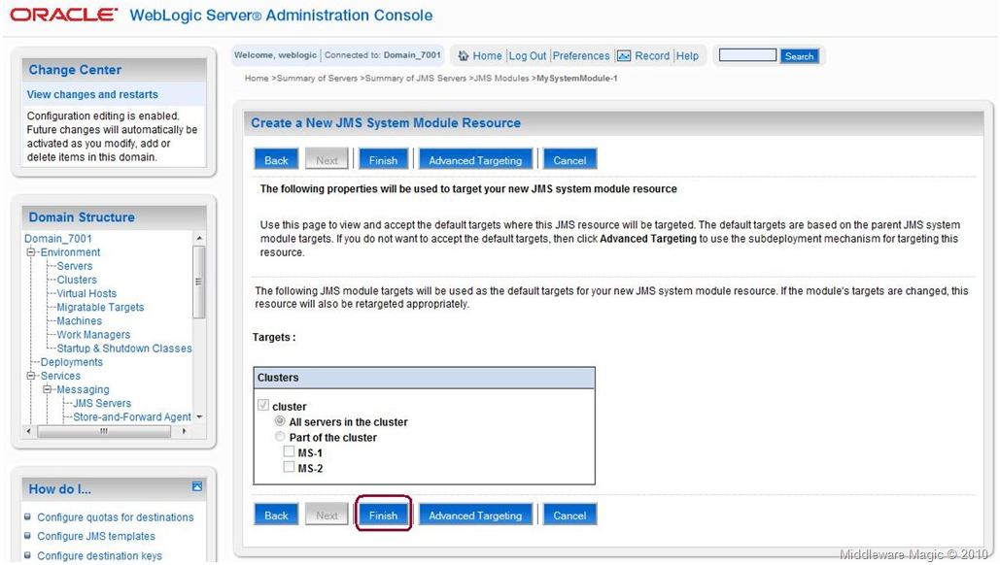 ORACLE WebLogic Server® Administration Console
Change Center
View changes and restarts
Configuration editing is enabled.
Future changes will automatically be
activated as you modify, add or
delete items in this domain.
Domain Structure
Domain_7001
Environment
Servers
Clusters
Virtual Hosts
Migratable Targets
Machines
Work Managers
Startup & Shutdown Classes
Deployments
Services
Messaging
JMS Servers
Store-and-Forward Agent
How do I...
Configure quotas for destinations
Configure JMS templates
Configure destination keys
Welcome, weblogic Connected to: Domain_7001 Home Log Out Preferences Record Help Search
Home >Summary of Servers >Summary of JMS Servers >JMS Modules >MySystemModule-1
Create a New JMS System Module Resource
Back Next Finish Advanced Targeting Cancel
The following properties will be used to target your new JMS system module resource
Use this page to view and accept the default targets where this JMS resource will be targeted. The default targets are based on the parent JMS system
module targets. If you do not want to accept the default targets, then click Advanced Targeting to use the subdeployment mechanism for targeting this
resource.
The following JMS module targets will be used as the default targets for your new JMS system module resource. If the module's targets are changed, this
resource will also be retargeted appropriately.
Targets :
Clusters
cluster
All servers in the cluster
Part of the cluster
MS-1
MS-2
Back Next Finish Advanced Targeting Cancel
Middleware Magic © 2010